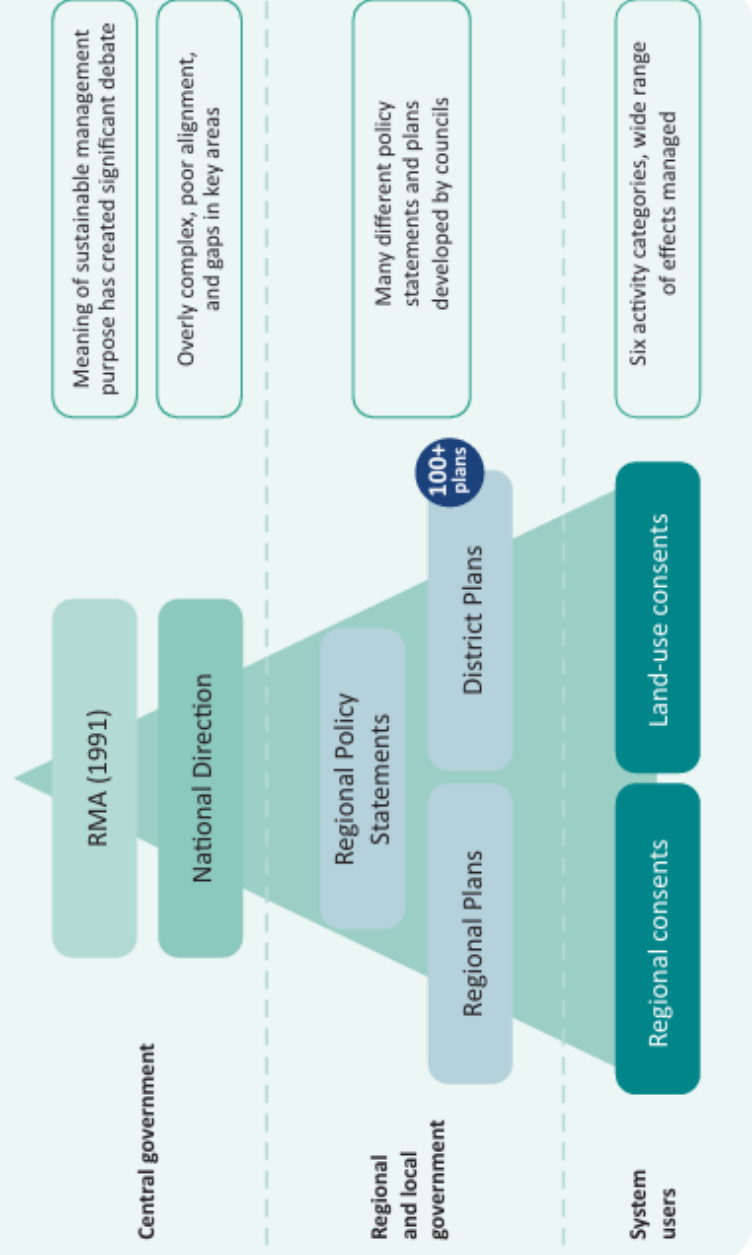 Central government
RMA (1991)
Meaning of sustainable management
purpose has created significant debate
National Direction
Overly complex, poor alignment,
and gaps in key areas
Regional
and local
government
Regional Policy
Statements
Regional Plans
District Plans
100+
plans
Many different policy
statements and plans
developed by councils
System
users
Regional consents
Land-use consents
Six activity categories, wide range
of effects managed